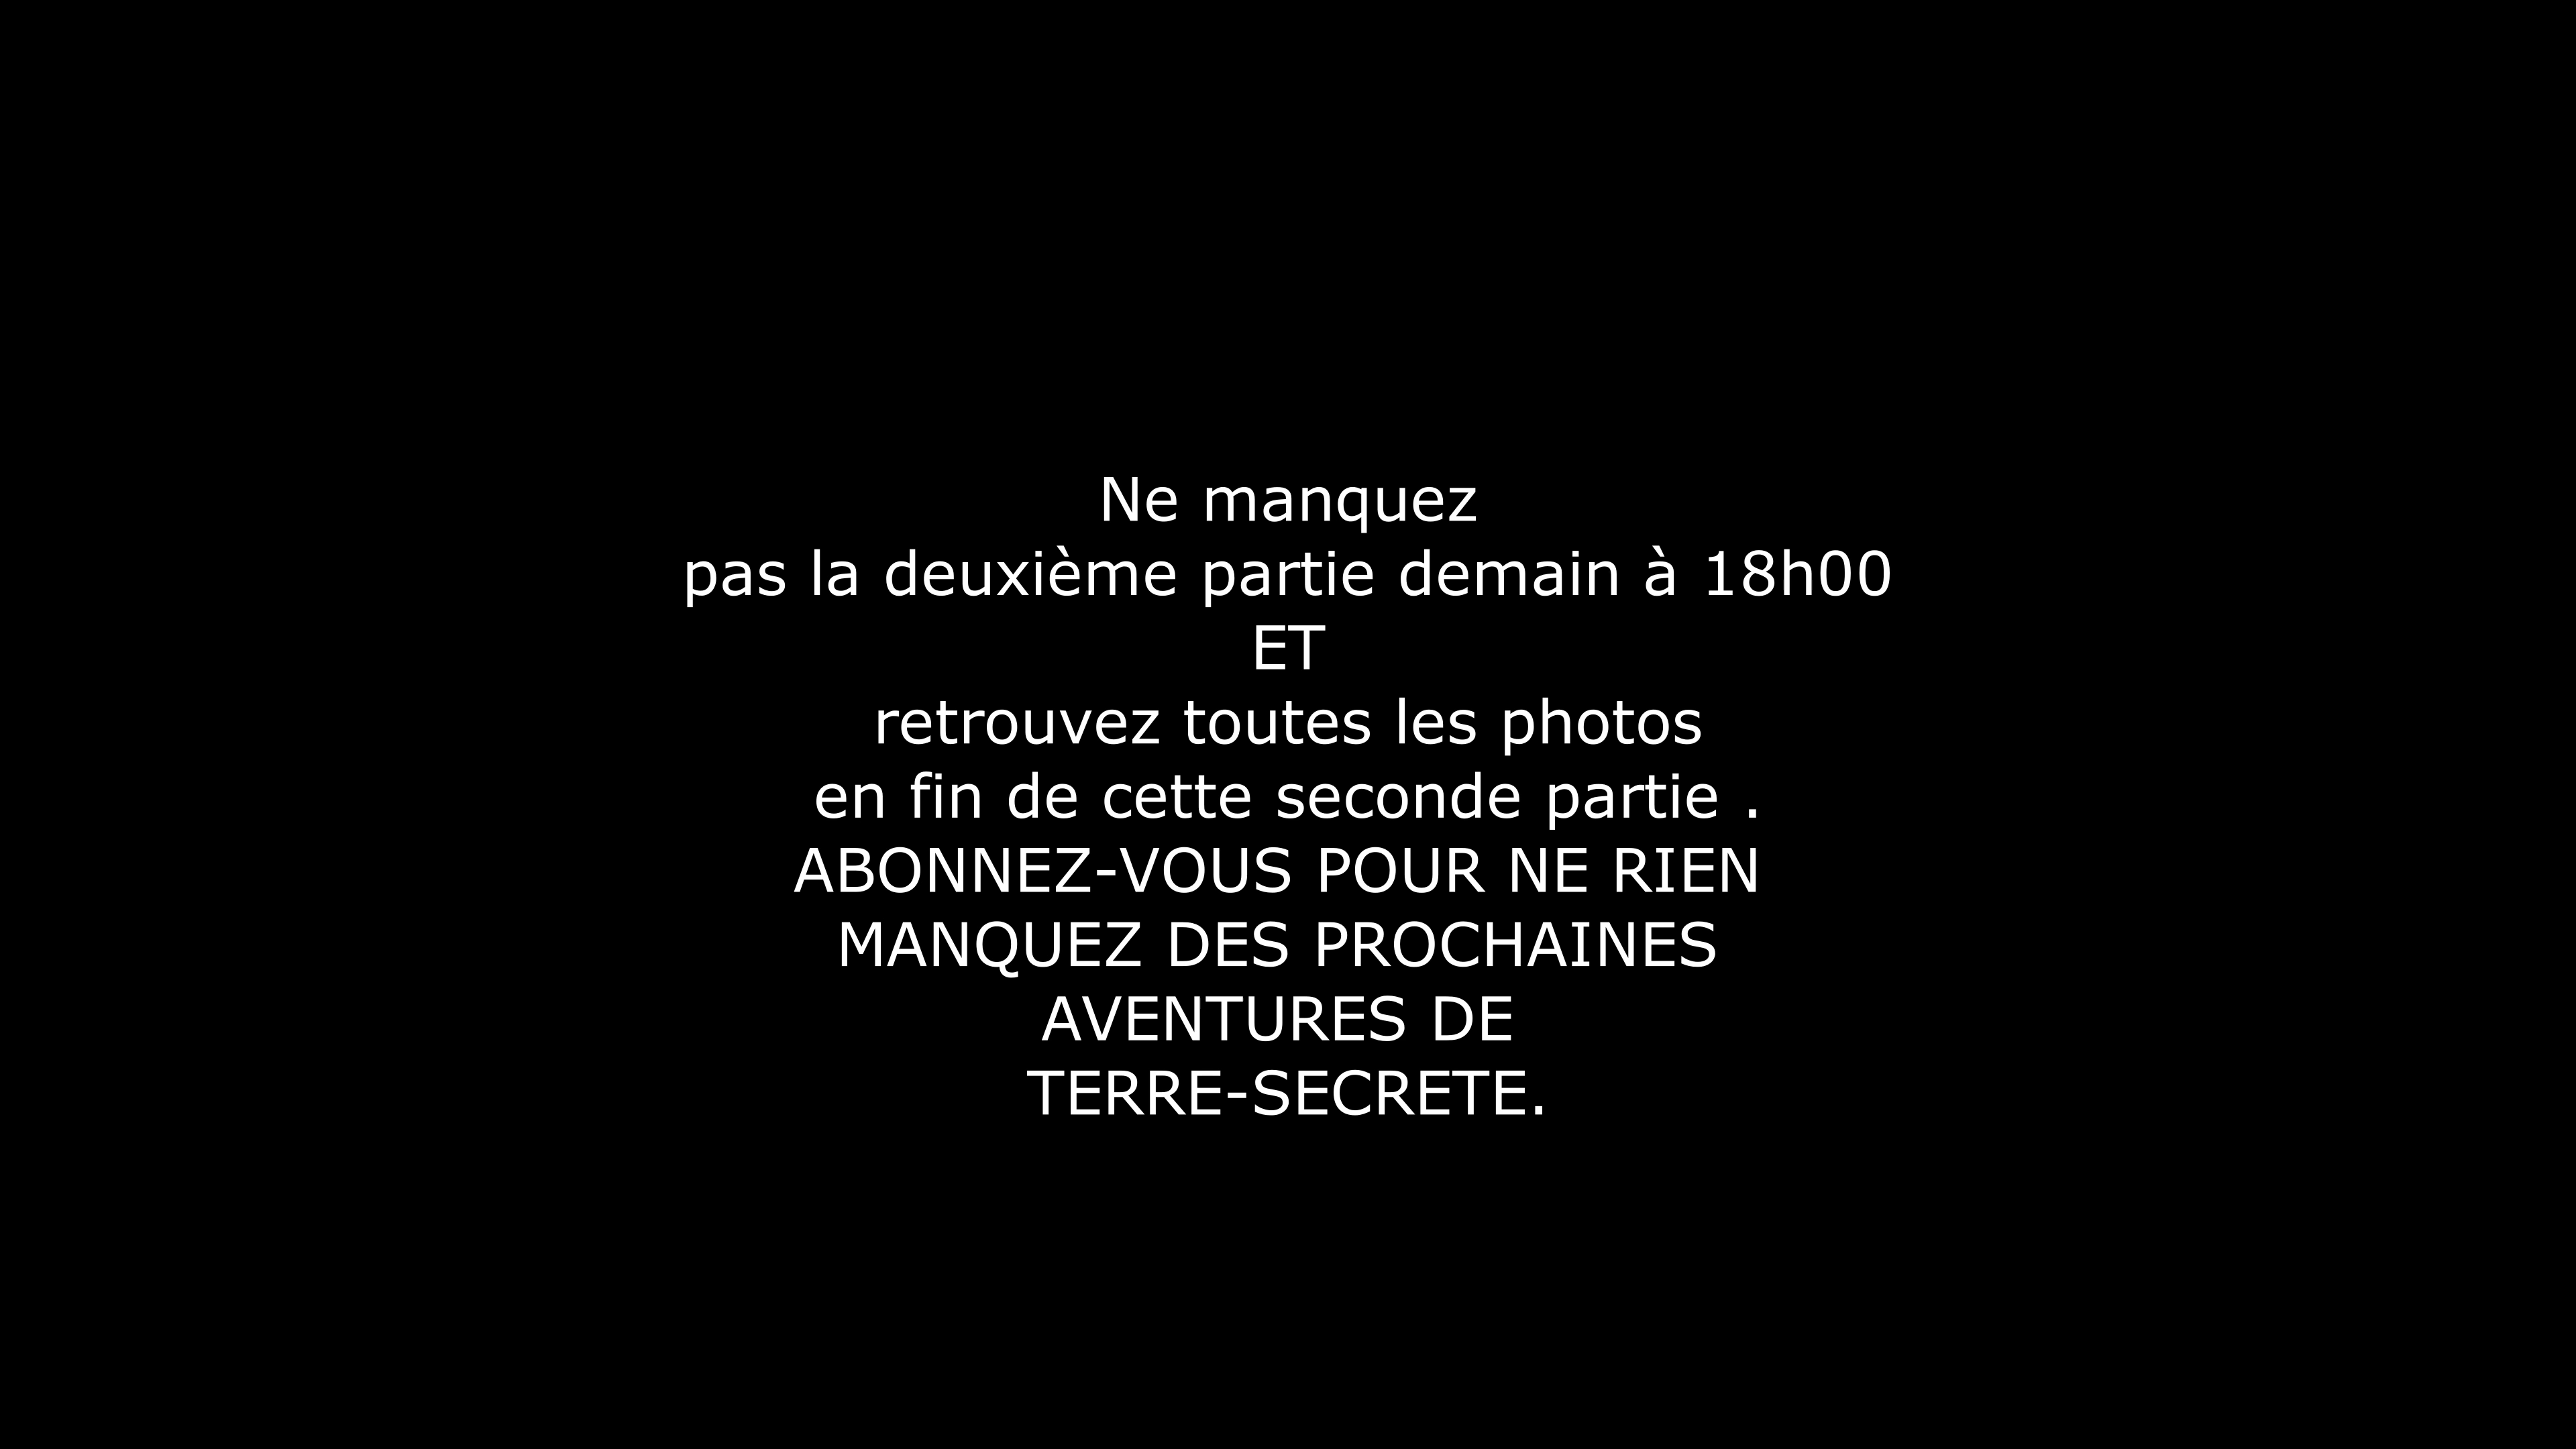 Ne manquez
pas la deuxième partie demain à 18h00
ET
retrouvez toutes les photos
en fin de cette seconde partie .
ABONNEZ-VOUS POUR NE RIEN
MANQUEZ DES PROCHAINES
AVENTURES DE
TERRE-SECRETE.